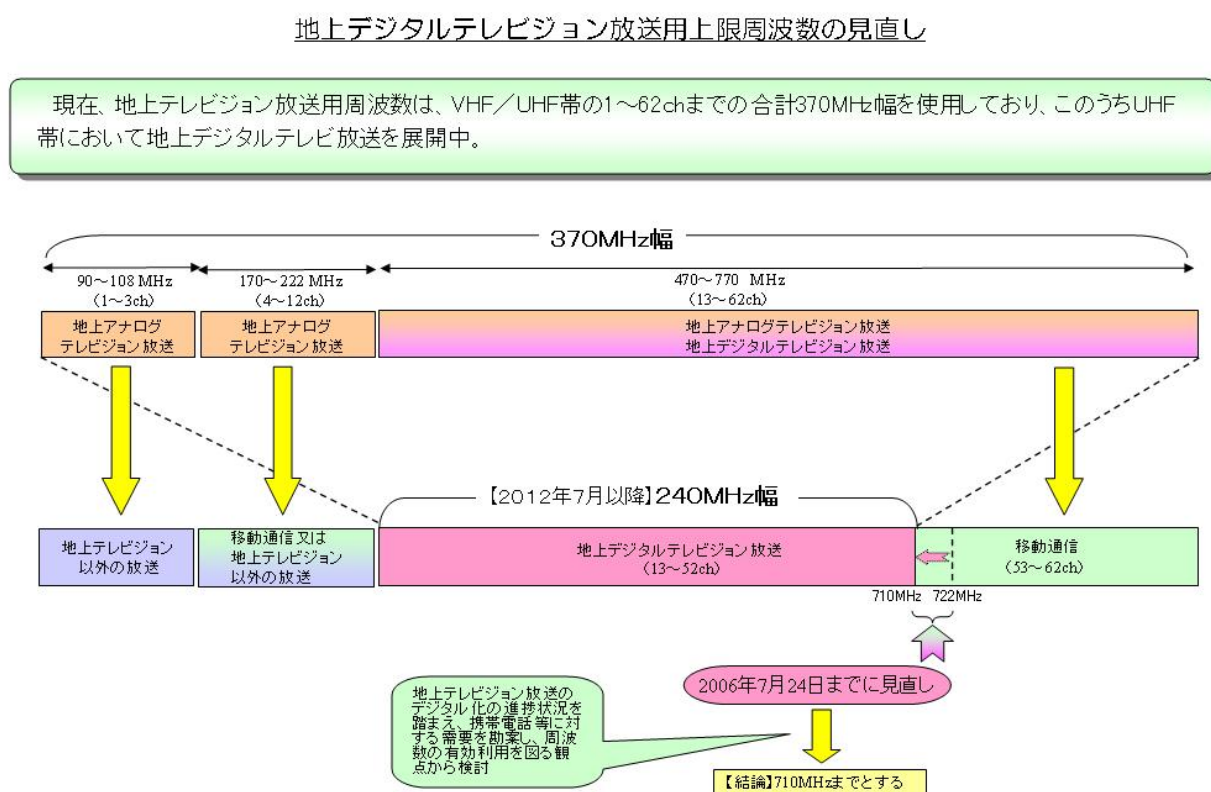 地上デジタルテレビジョン放送用上限周波数の見直し
現在、地上テレビジョン放送用周波数は、VHF／UHF帯の1～62chまでの合計370MHz幅を使用しており、このうちUHF
帯において地上デジタルテレビ放送を展開中。
370MHz幅
90～108 MHz
(1～3ch)
170～222 MHz
(4～12ch)
470～770 MHz
(13～62ch)
地上アナログ
テレビジョン放送
地上アナログ
テレビジョン放送
地上アナログテレビジョン放送
地上デジタルテレビジョン放送
【2012年7月以降】240MHz幅
地上テレビジョン
以外の放送
移動通信又は
地上テレビジョン
以外の放送
地上デジタルテレビジョン放送
(13～52ch)
移動通信
(53～62ch)
710MHz
722MHz
2006年7月24日までに見直し
地上テレビジョン放送の
デジタル化の進捗状況を
踏まえ、携帯電話等に対
する需要を勘案し、周波
数の有効利用を図る観
点から検討
【結論】710MHzまでとする